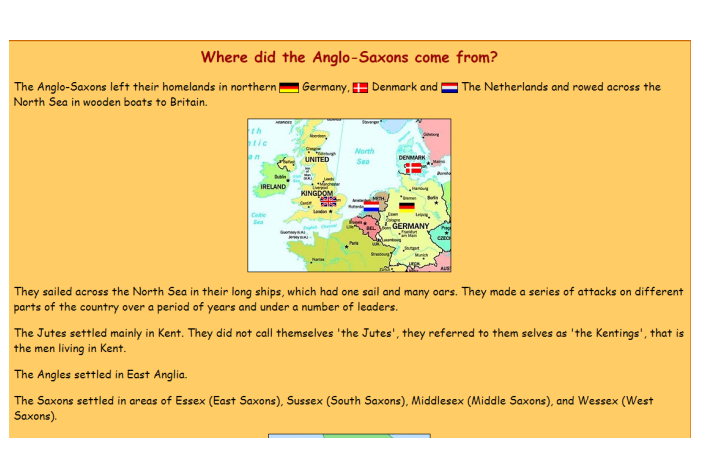 Where did the Anglo-Saxons come from?
The Anglo-Saxons left their homelands in northern Germany, Denmark and The Netherlands and rowed across the
North Sea in wooden boats to Britain.
North
Sea
DENMARK
UNITED
KINGDOM
IRELAND
Dublin
London
NETH.
BEL.
GERMANY
Berlin
Paris
They sailed across the North Sea in their long ships, which had one sail and many oars. They made a series of attacks on different
parts of the country over a period of years and under a number of leaders.
The Jutes settled mainly in Kent. They did not call themselves 'the Jutes', they referred to them selves as 'the Kentings', that is
the men living in Kent.
The Angles settled in East Anglia.
The Saxons settled in areas of Essex (East Saxons), Sussex (South Saxons), Middlesex (Middle Saxons), and Wessex (West
Saxons).